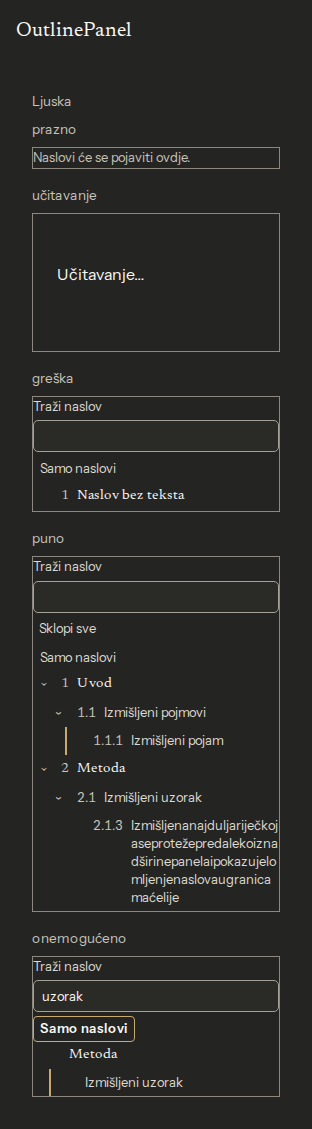 OutlinePanel
Ljuska
prazno
Naslovi će se pojaviti ovdje.
učitavanje
Učitavanje…
greška
Traži naslov
Samo naslovi
1 Naslov bez teksta
puno
Traži naslov
Sklopi sve
Samo naslovi
1 Uvod
1.1 Izmišljeni pojmovi
1.1.1 Izmišljeni pojam
2 Metoda
2.1 Izmišljeni uzorak
2.1.3 Izmišljenanajduljariječkoj
aseprotežepredalekoizna
dširinepanelaipokazujelo
mljenjenaslovaugranica
maćelije
onemogućeno
Traži naslov
uzorak
Samo naslovi
Metoda
Izmišljeni uzorak